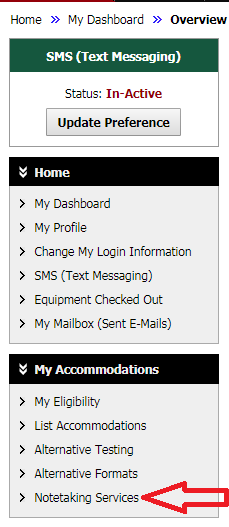 Home » My Dashboard » Overview
SMS (Text Messaging)
Status: In-Active
Update Preference
Home
My Dashboard
My Profile
Change My Login Information
SMS (Text Messaging)
Equipment Checked Out
My Mailbox (Sent E-Mails)
My Accommodations
My Eligibility
List Accommodations
Alternative Testing
Alternative Formats
Notetaking Services